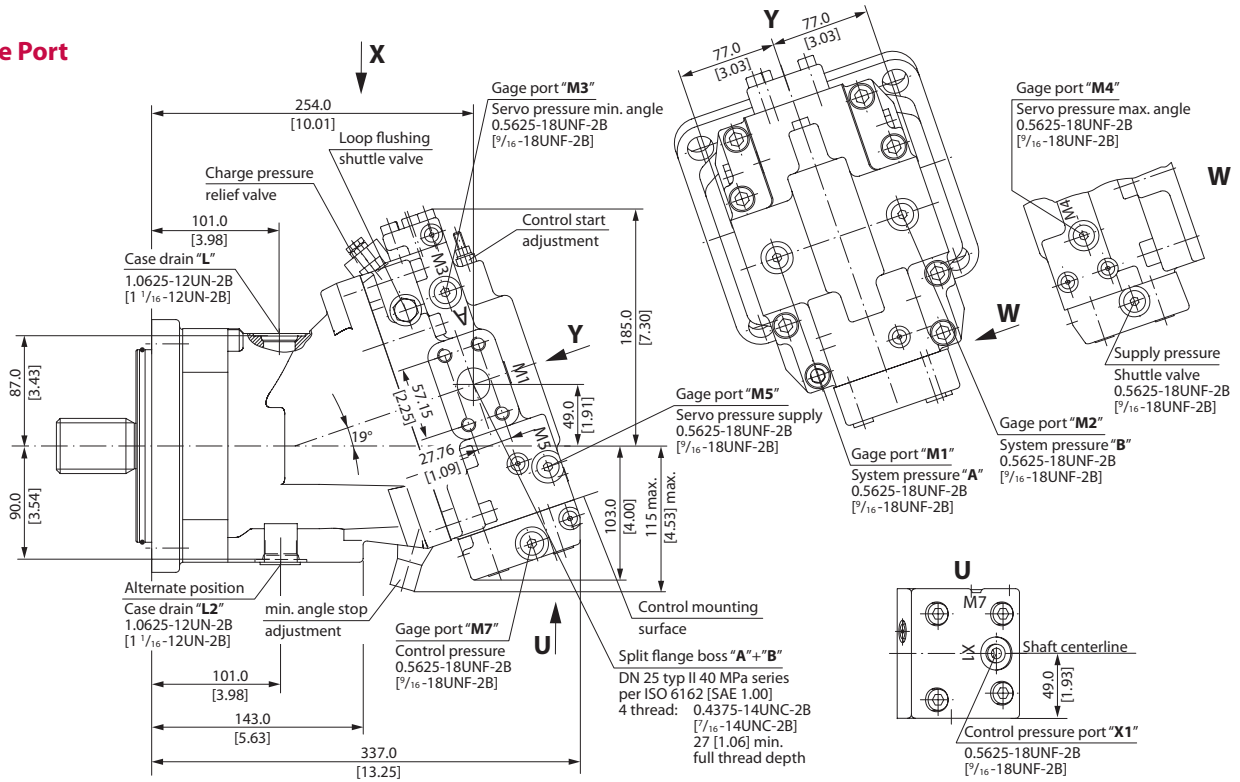 e Port
X
254.0
[10.01]
Gage port "M3"
Servo pressure min. angle
0.5625-18UNF-2B
[9/16 -18UNF-2B]
Loop flushing
shuttle valve
Charge pressure
relief valve
Control start
adjustment
101.0
[3.98]
Case drain "L"
1.0625-12UN-2B
[1 1/16 -12UN-2B]
M3
A
M1
M5
57.15
[2.25]
27.76
[1.09]
19°
87.0
[3.43]
90.0
[3.54]
185.0
[7.30]
49.0
[1.91]
Y
103.0
[4.00]
115 max.
[4.53] max.
Alternate position
Case drain "L2"
1.0625-12UN-2B
[1 1/16 -12UN-2B]
min. angle stop
adjustment
Gage port "M7"
Control pressure
0.5625-18UNF-2B
[9/16 -18UNF-2B]
U
Control mounting
surface
Split flange boss "A"+"B"
DN 25 typ II 40 MPa series
per ISO 6162 [SAE 1.00]
4 thread: 0.4375-14UNC-2B
[7/16 -14UNC-2B]
27 [1.06] min.
full thread depth
101.0
[3.98]
143.0
[5.63]
337.0
[13.25]
Y
77.0
[3.03]
77.0
[3.03]
W
Gage port "M5"
Servo pressure supply
0.5625-18UNF-2B
[9/16 -18UNF-2B]
Gage port "M1"
System pressure "A"
0.5625-18UNF-2B
[9/16 -18UNF-2B]
Gage port "M2"
System pressure "B"
0.5625-18UNF-2B
[9/16 -18UNF-2B]
Gage port "M4"
Servo pressure max. angle
0.5625-18UNF-2B
[9/16 -18UNF-2B]
W
M4
Supply pressure
Shuttle valve
0.5625-18UNF-2B
[9/16 -18UNF-2B]
U
M7
X1
Shaft centerline
49.0
[1.93]
Control pressure port "X1"
0.5625-18UNF-2B
[9/16 -18UNF-2B]